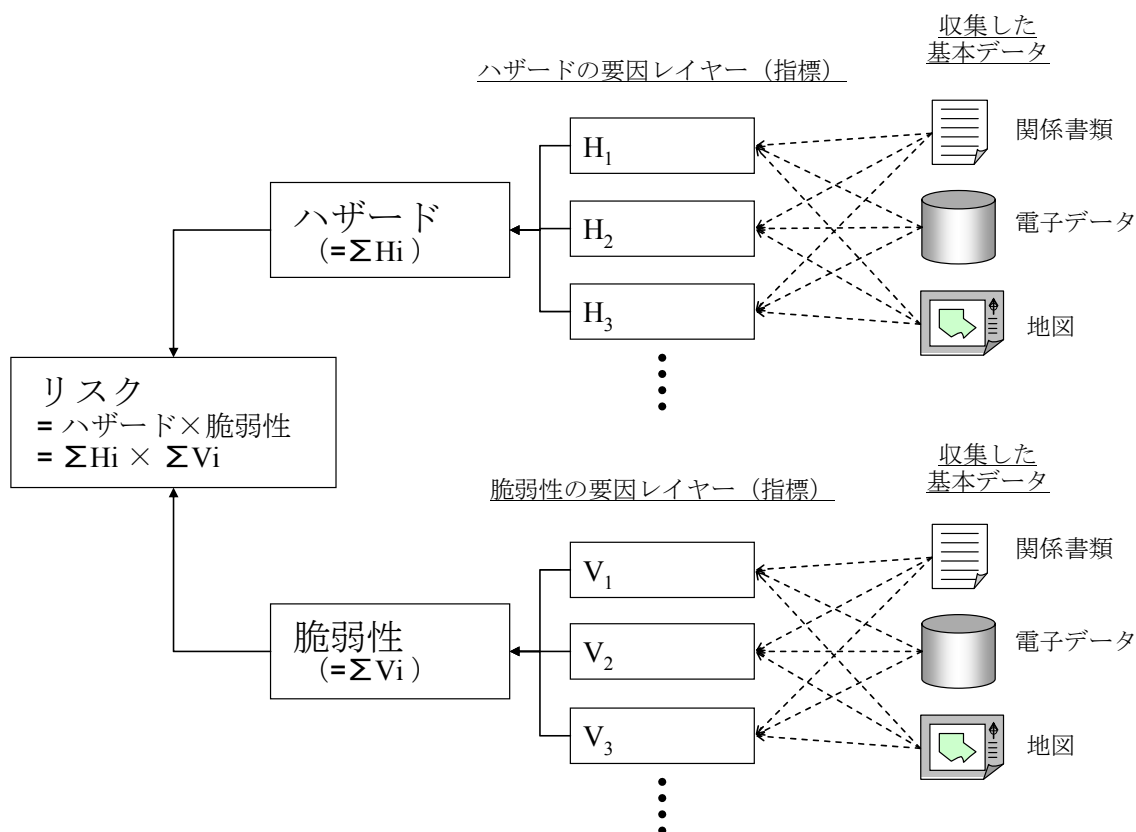 収集した
基本データ
ハザードの要因レイヤー（指標）
関係書類
電子データ
地図
H1
H2
H3
ハザード
(=ΣHi )
リスク
= ハザード×脆弱性
= ΣHi × ΣVi
収集した
基本データ
脆弱性の要因レイヤー（指標）
関係書類
電子データ
地図
V1
V2
V3
脆弱性
(=ΣVi )